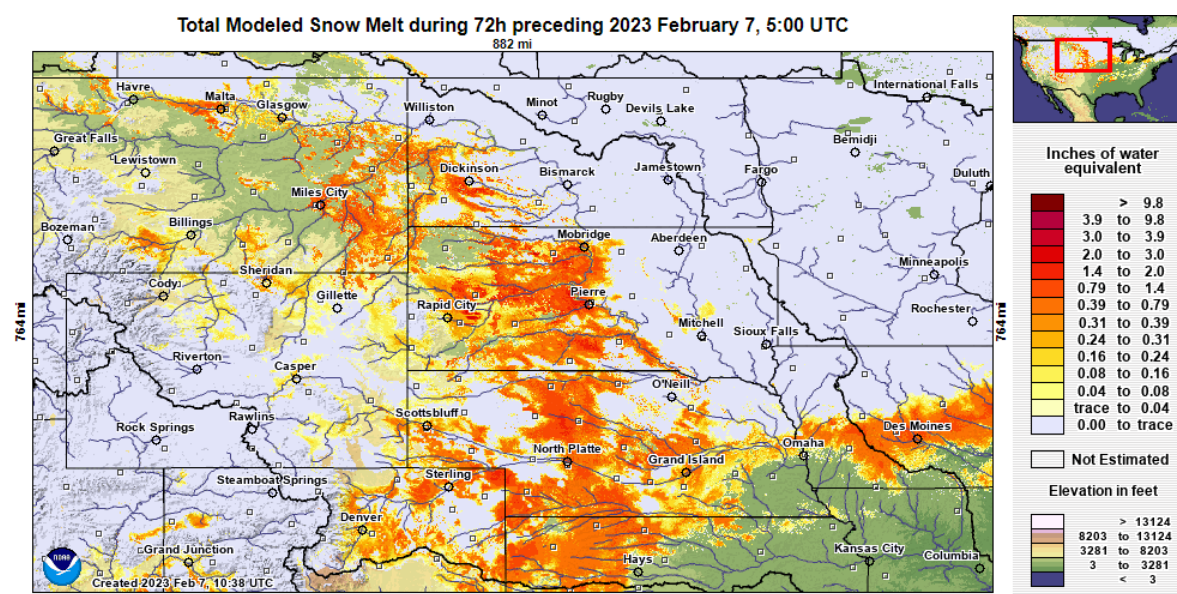 Total Modeled Snow Melt during 72h preceding 2023 February 7, 5:00 UTC
882 mi
764 mi
764 mi
Havre
Malta
Glasgow
Williston
Minot
Rugby
Devils Lake
International Falls
Great Falls
Lewistown
Bemidji
Dickinson
Bismarck
Jamestown
Fargo
Duluth
Miles City
Bozeman
Billings
Mobridge
Aberdeen
Minneapolis
Cody
Sheridan
Gillette
Rapid City
Pierre
Mitchell
Sioux Falls
Rochester
Riverton
Casper
O'Neill
Rock Springs
Rawlins
Scottsbluff
Des Moines
North Platte
Grand Island
Omaha
Steamboat Springs
Sterling
Denver
Grand Junction
Hays
Kansas City
Columbia
NOAA
Created 2023 Feb 7, 10:38 UTC
Inches of water
equivalent
> 9.8
3.9 to 9.8
3.0 to 3.9
2.0 to 3.0
1.4 to 2.0
0.79 to 1.4
0.39 to 0.79
0.31 to 0.39
0.24 to 0.31
0.16 to 0.24
0.08 to 0.16
0.04 to 0.08
trace to 0.04
0.00 to trace
Not Estimated
Elevation in feet
> 13124
8203 to 13124
3281 to 8203
3 to 3281
< 3